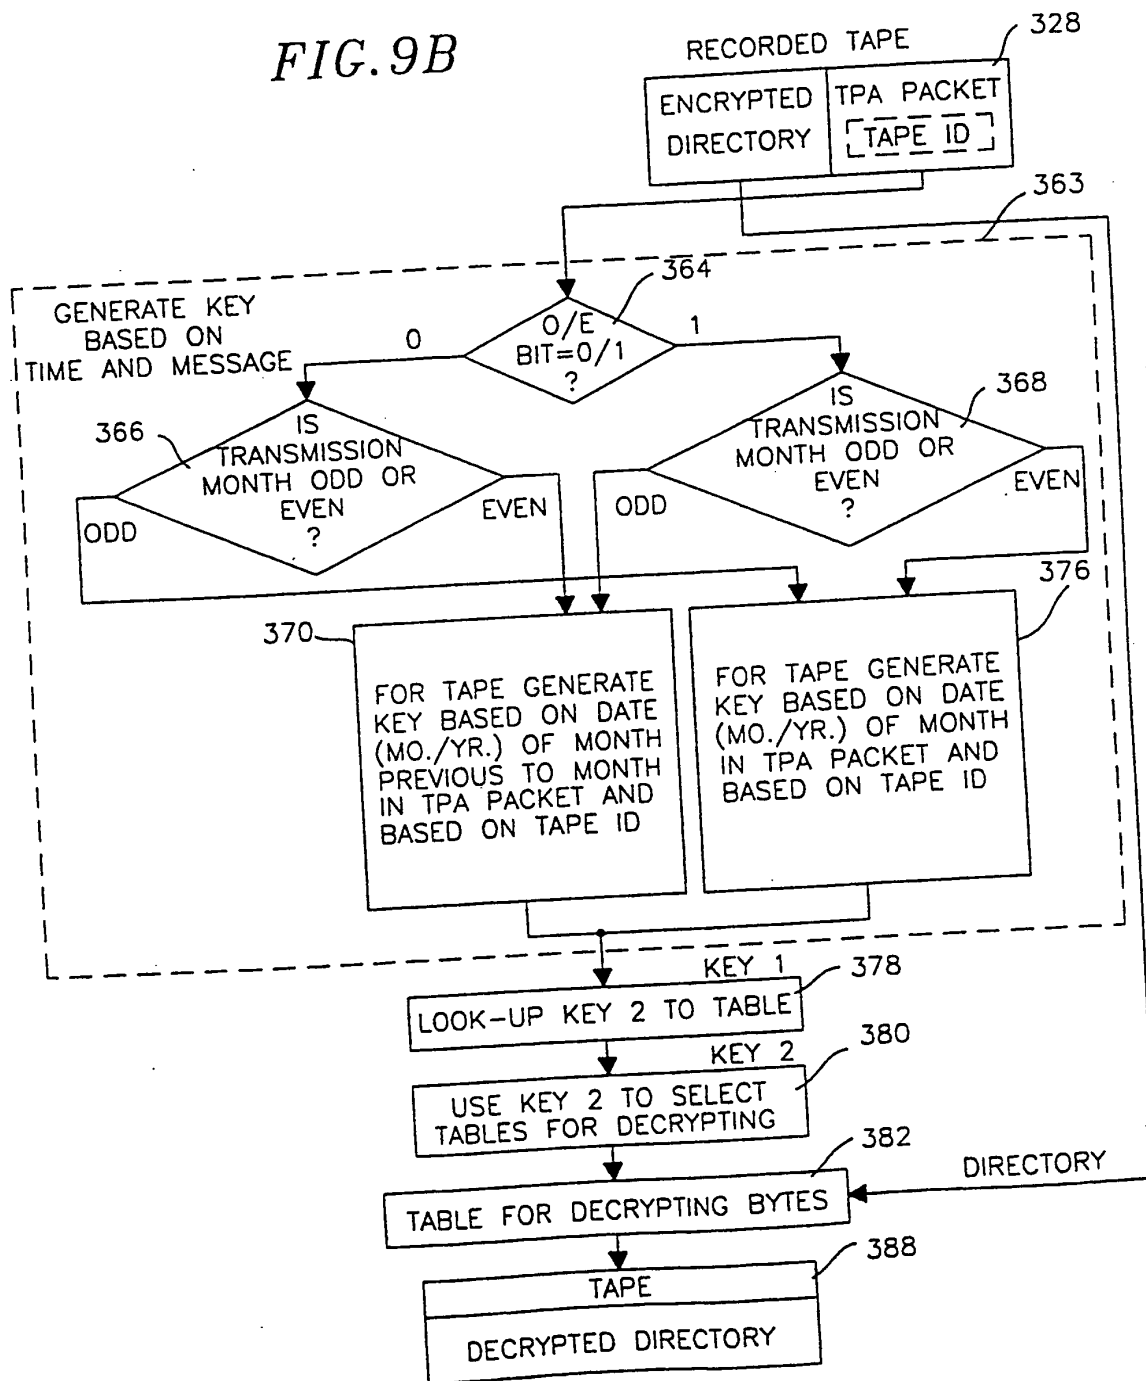 FIG.9B
RECORDED TAPE
328
ENCRYPTED
DIRECTORY
TPA PACKET
TAPE ID
363
GENERATE KEY
BASED ON
TIME AND MESSAGE
364
0
O/E
BIT=0/1
?
1
366
IS
TRANSMISSION
MONTH ODD OR
EVEN
?
ODD
EVEN
368
IS
TRANSMISSION
MONTH ODD OR
EVEN
?
ODD
EVEN
370
FOR TAPE GENERATE
KEY BASED ON DATE
(MO./YR.) OF MONTH
PREVIOUS TO MONTH
IN TPA PACKET AND
BASED ON TAPE ID
376
FOR TAPE GENERATE
KEY BASED ON DATE
(MO./YR.) OF MONTH
IN TPA PACKET AND
BASED ON TAPE ID
KEY 1
378
LOOK-UP KEY 2 TO TABLE
KEY 2
380
USE KEY 2 TO SELECT
TABLES FOR DECRYPTING
382
DIRECTORY
TABLE FOR DECRYPTING BYTES
388
TAPE
DECRYPTED DIRECTORY